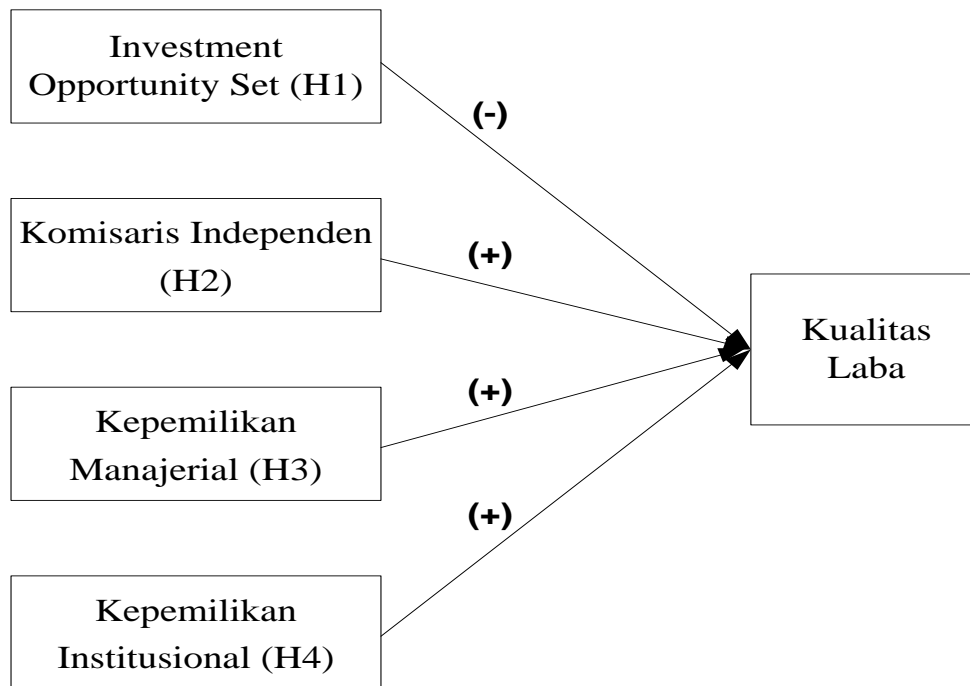 Investment
Opportunity Set (H1)
(-)
Komisaris Independen
(H2)
(+)
Kualitas
Laba
Kepemilikan
Manajerial (H3)
(+)
Kepemilikan
Institusional (H4)
(+)